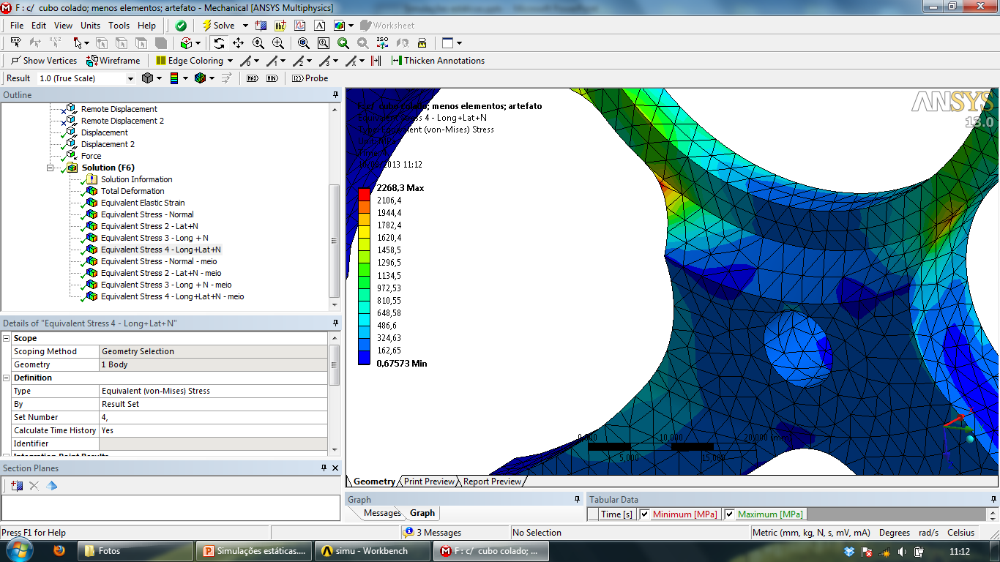 F : c/ cubo colado; menos elementos; artefato - Mechanical [ANSYS Multiphysics]
File Edit View Units Tools Help Solve Worksheet
ISO
Show Vertices Wireframe Edge Coloring Thicken Annotations
Result 1.0 (True Scale) MAX MIN Probe
Outline
Remote Displacement
Remote Displacement 2
Displacement
Displacement 2
Force
Solution (F6)
Solution Information
Total Deformation
Equivalent Elastic Strain
Equivalent Stress - Normal
Equivalent Stress 2 - Lat+N
Equivalent Stress 3 - Long + N
Equivalent Stress 4 - Long+Lat+N
Equivalent Stress - Normal - meio
Equivalent Stress 2 - Lat+N - meio
Equivalent Stress 3 - Long + N - meio
Equivalent Stress 4 - Long+Lat+N - meio
Details of "Equivalent Stress 4 - Long+Lat+N"
Scope
Scoping Method Geometry Selection
Geometry 1 Body
Definition
Type Equivalent (von-Mises) Stress
By Result Set
Set Number 4,
Calculate Time History Yes
Identifier
Integration Point Results
Section Planes
cubo colado; menos elementos; artefato
Stress 4 - Long+Lat+N
(von-Mises) Stress
2013 11:12
2268,3 Max
2106,4
1944,4
1782,4
1620,4
1458,5
1296,5
1134,5
972,53
810,55
648,58
486,6
324,63
162,65
0,67573 Min
ANSYS
13.0
0,000 10,000 20,000 (mm)
5,000 15,000
Geometry Print Preview Report Preview
Graph
Messages Graph
Tabular Data
Time [s] Minimum [MPa] Maximum [MPa]
Press F1 for Help 3 Messages No Selection Metric (mm, kg, N, s, mV, mA) Degrees rad/s Celsius
Fotos Simulações estáticas.... simu - Workbench F : c/ cubo colado; ... 11:12